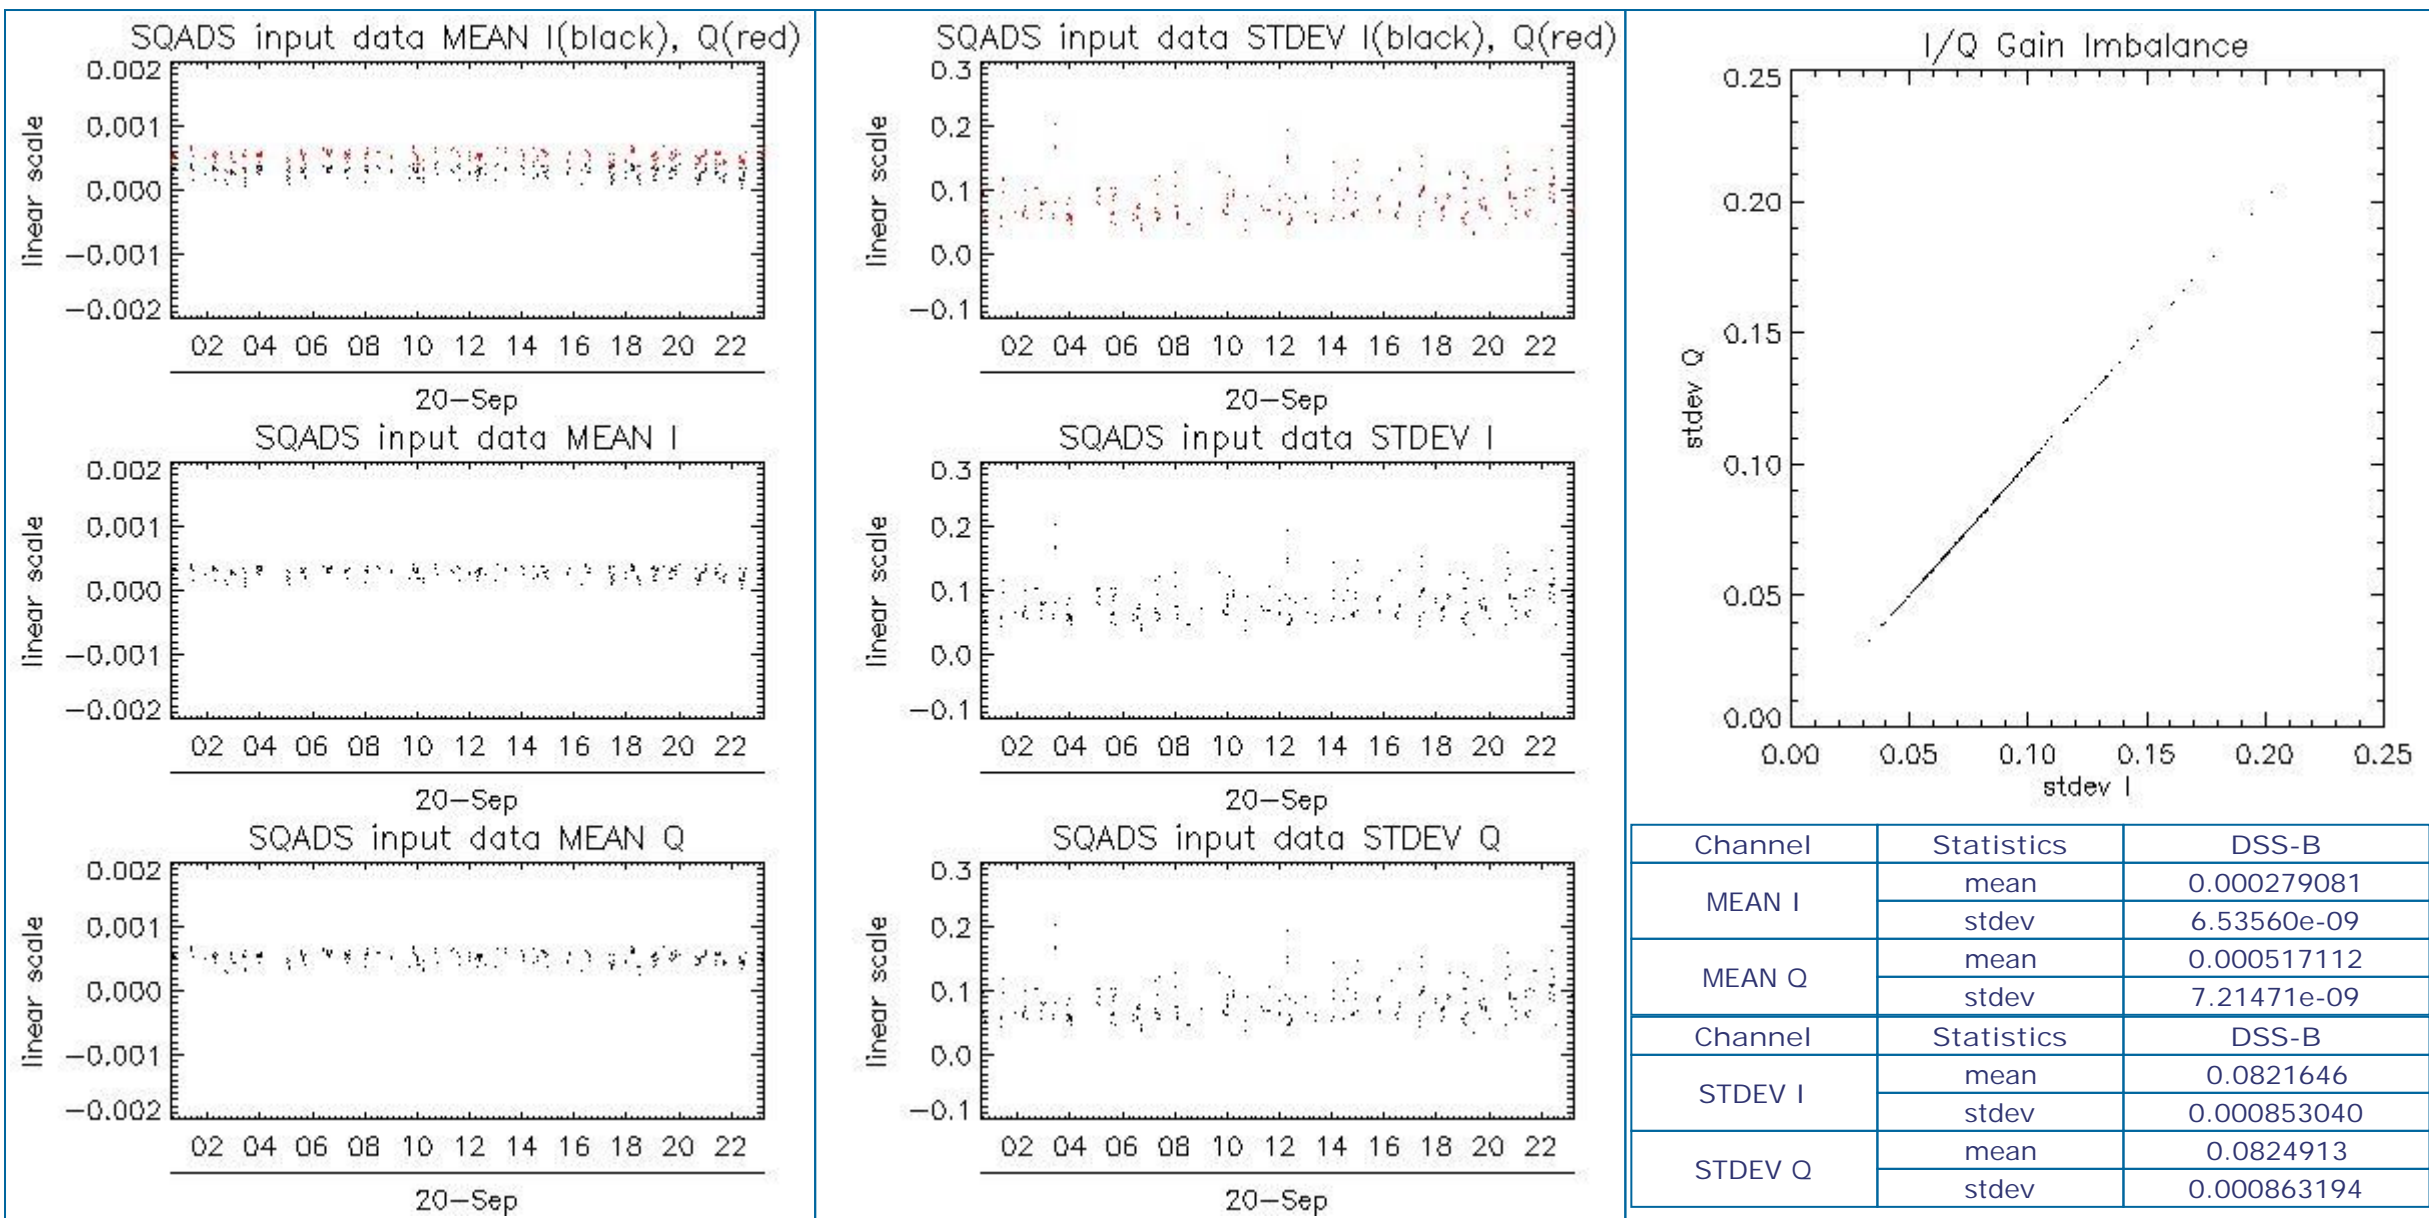 SQADS input data MEAN I(black), Q(red)
0.002
0.001
0.000
−0.001
−0.002
linear scale
02 04 06 08 10 12 14 16 18 20 22
20−Sep
SQADS input data MEAN I
0.002
0.001
0.000
−0.001
−0.002
linear scale
02 04 06 08 10 12 14 16 18 20 22
20−Sep
SQADS input data MEAN Q
0.002
0.001
0.000
−0.001
−0.002
linear scale
02 04 06 08 10 12 14 16 18 20 22
20−Sep
SQADS input data STDEV I(black), Q(red)
0.3
0.2
0.1
0.0
−0.1
linear scale
02 04 06 08 10 12 14 16 18 20 22
20−Sep
SQADS input data STDEV I
0.3
0.2
0.1
0.0
−0.1
linear scale
02 04 06 08 10 12 14 16 18 20 22
20−Sep
SQADS input data STDEV Q
0.3
0.2
0.1
0.0
−0.1
linear scale
02 04 06 08 10 12 14 16 18 20 22
20−Sep
I/Q Gain Imbalance
0.25
0.20
0.15
0.10
0.05
0.00
stdev Q
0.00 0.05 0.10 0.15 0.20 0.25
stdev I
Channel Statistics DSS-B
MEAN I mean 0.000279081
stdev 6.53560e-09
MEAN Q mean 0.000517112
stdev 7.21471e-09
Channel Statistics DSS-B
STDEV I mean 0.0821646
stdev 0.000853040
STDEV Q mean 0.0824913
stdev 0.000863194